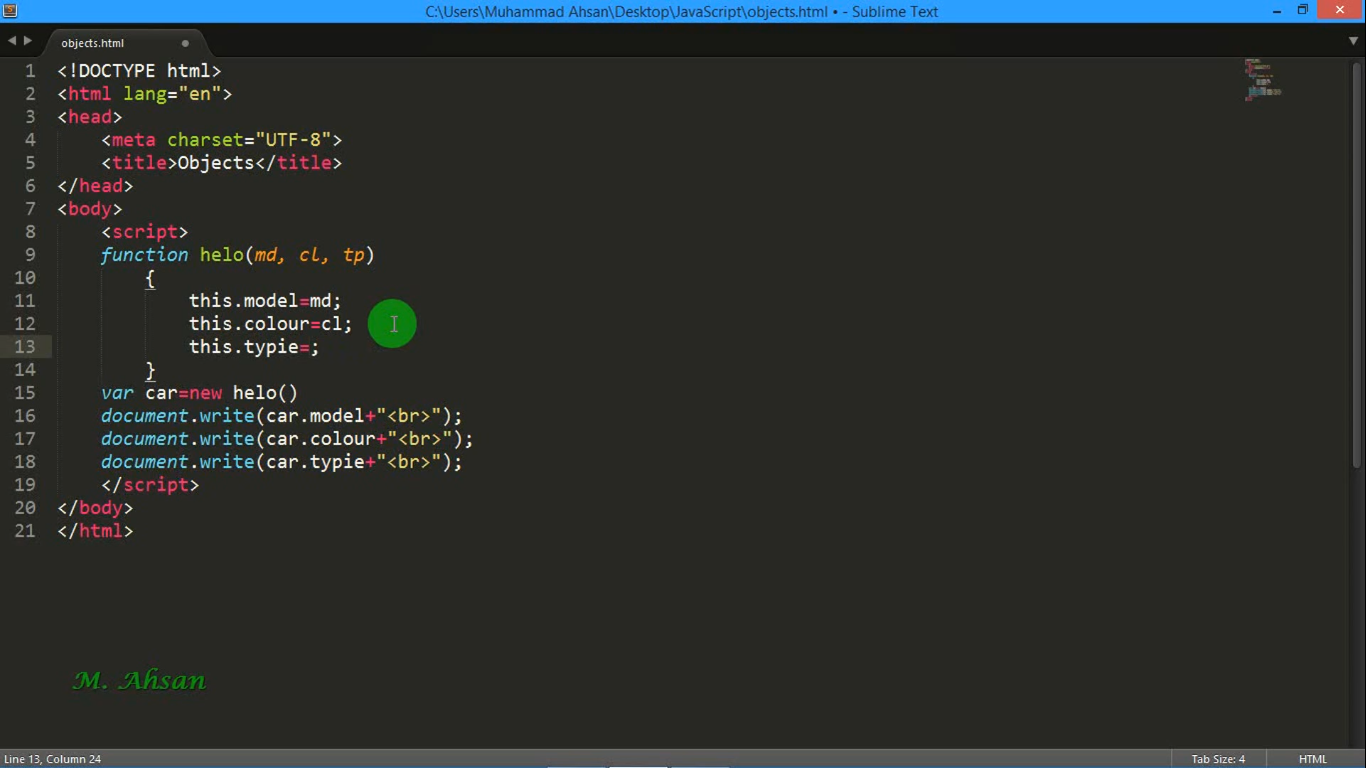 C:\Users\Muhammad Ahsan\Desktop\JavaScript\objects.html • - Sublime Text
objects.html
1 <!DOCTYPE html>
2 <html lang="en">
3 <head>
4 <meta charset="UTF-8">
5 <title>Objects</title>
6 </head>
7 <body>
8 <script>
9 function helo(md, cl, tp)
10 {
11 this.model=md;
12 this.colour=cl;
13 this.typie=;
14 }
15 var car=new helo()
16 document.write(car.model+"<br>");
17 document.write(car.colour+"<br>");
18 document.write(car.typie+"<br>");
19 </script>
20 </body>
21 </html>
M. Ahsan
Line 13, Column 24
Tab Size: 4
HTML